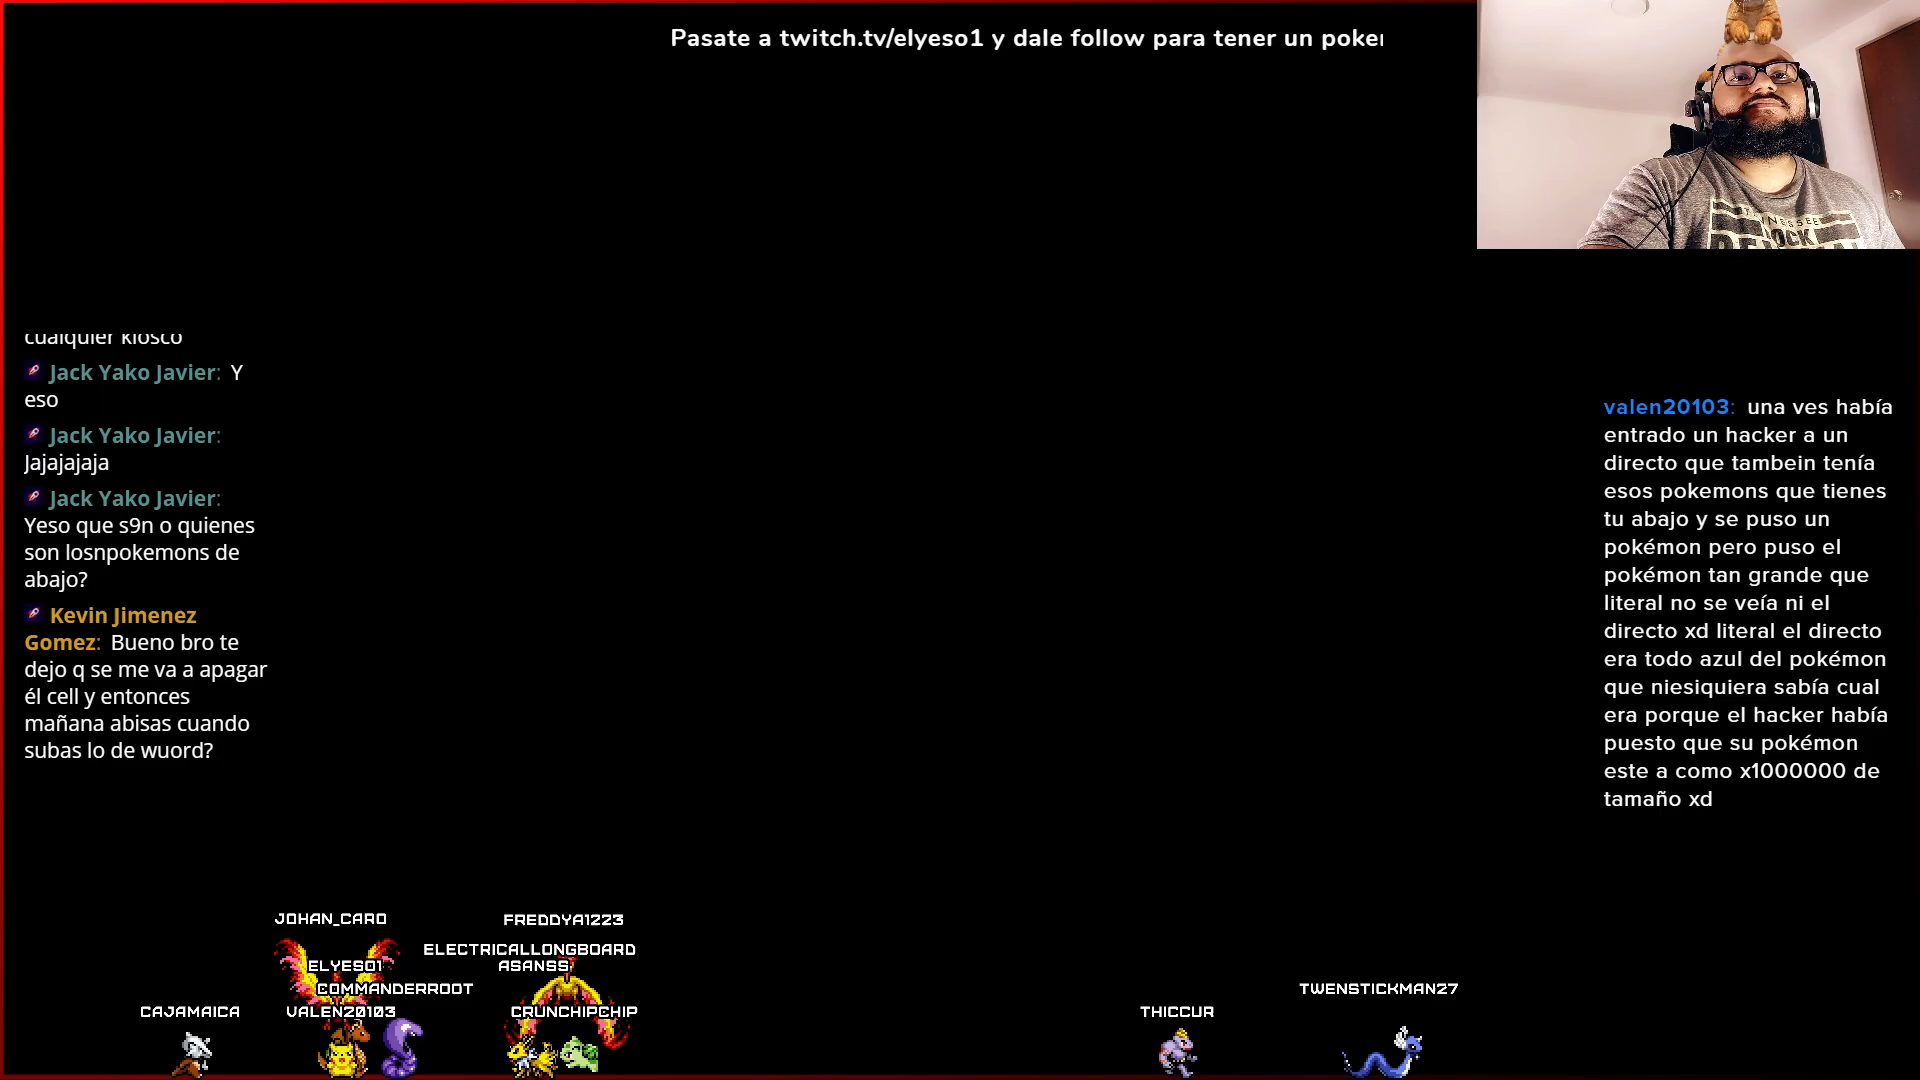 Pasate a twitch.tv/elyeso1 y dale follow para tener un poke
TENNESSEE
ROCK
cualquier kiosco
Jack Yako Javier: Y
eso
Jack Yako Javier:
Jajajajaja
Jack Yako Javier:
Yeso que s9n o quienes
son losnpokemons de
abajo?
Kevin Jimenez
Gomez: Bueno bro te
dejo q se me va a apagar
él cell y entonces
mañana abisas cuando
subas lo de wuord?
valen20103: una ves había
entrado un hacker a un
directo que tambein tenía
esos pokemons que tienes
tu abajo y se puso un
pokémon pero puso el
pokémon tan grande que
literal no se veía ni el
directo xd literal el directo
era todo azul del pokémon
que niesiquiera sabía cual
era porque el hacker había
puesto que su pokémon
este a como x1000000 de
tamaño xd
JOHAN_CARO
FREDDYA1223
ELECTRICALLONGBOARD
ELYESO1
ASANSS
COMMANDERROOT
TWENSTICKMAN27
CAJAMAICA
VALEN20103
CRUNCHIPCHIP
THICCUR